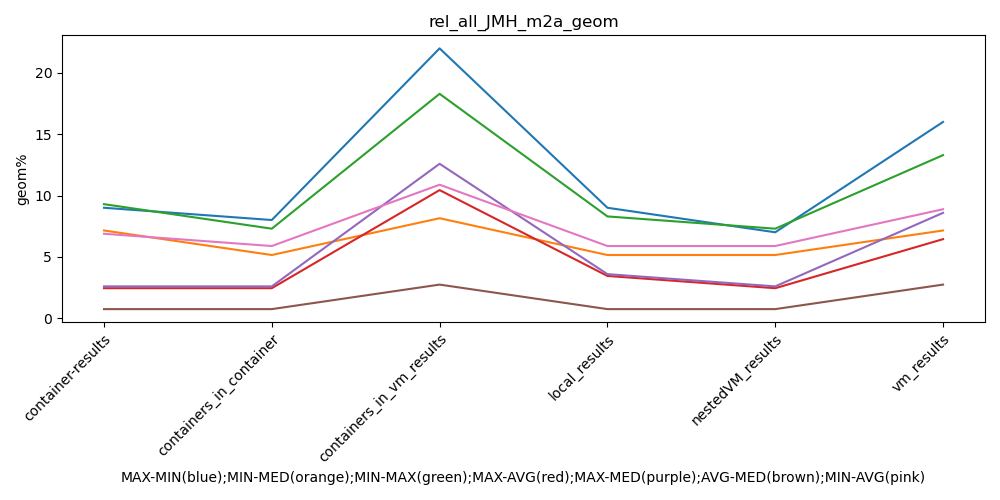 rel_all_JMH_m2a_geom
geom%
20
15
10
5
0
container-results
containers_in_container
containers_in_vm_results
local_results
nestedVM_results
vm_results
MAX-MIN(blue);MIN-MED(orange);MIN-MAX(green);MAX-AVG(red);MAX-MED(purple);AVG-MED(brown);MIN-AVG(pink)